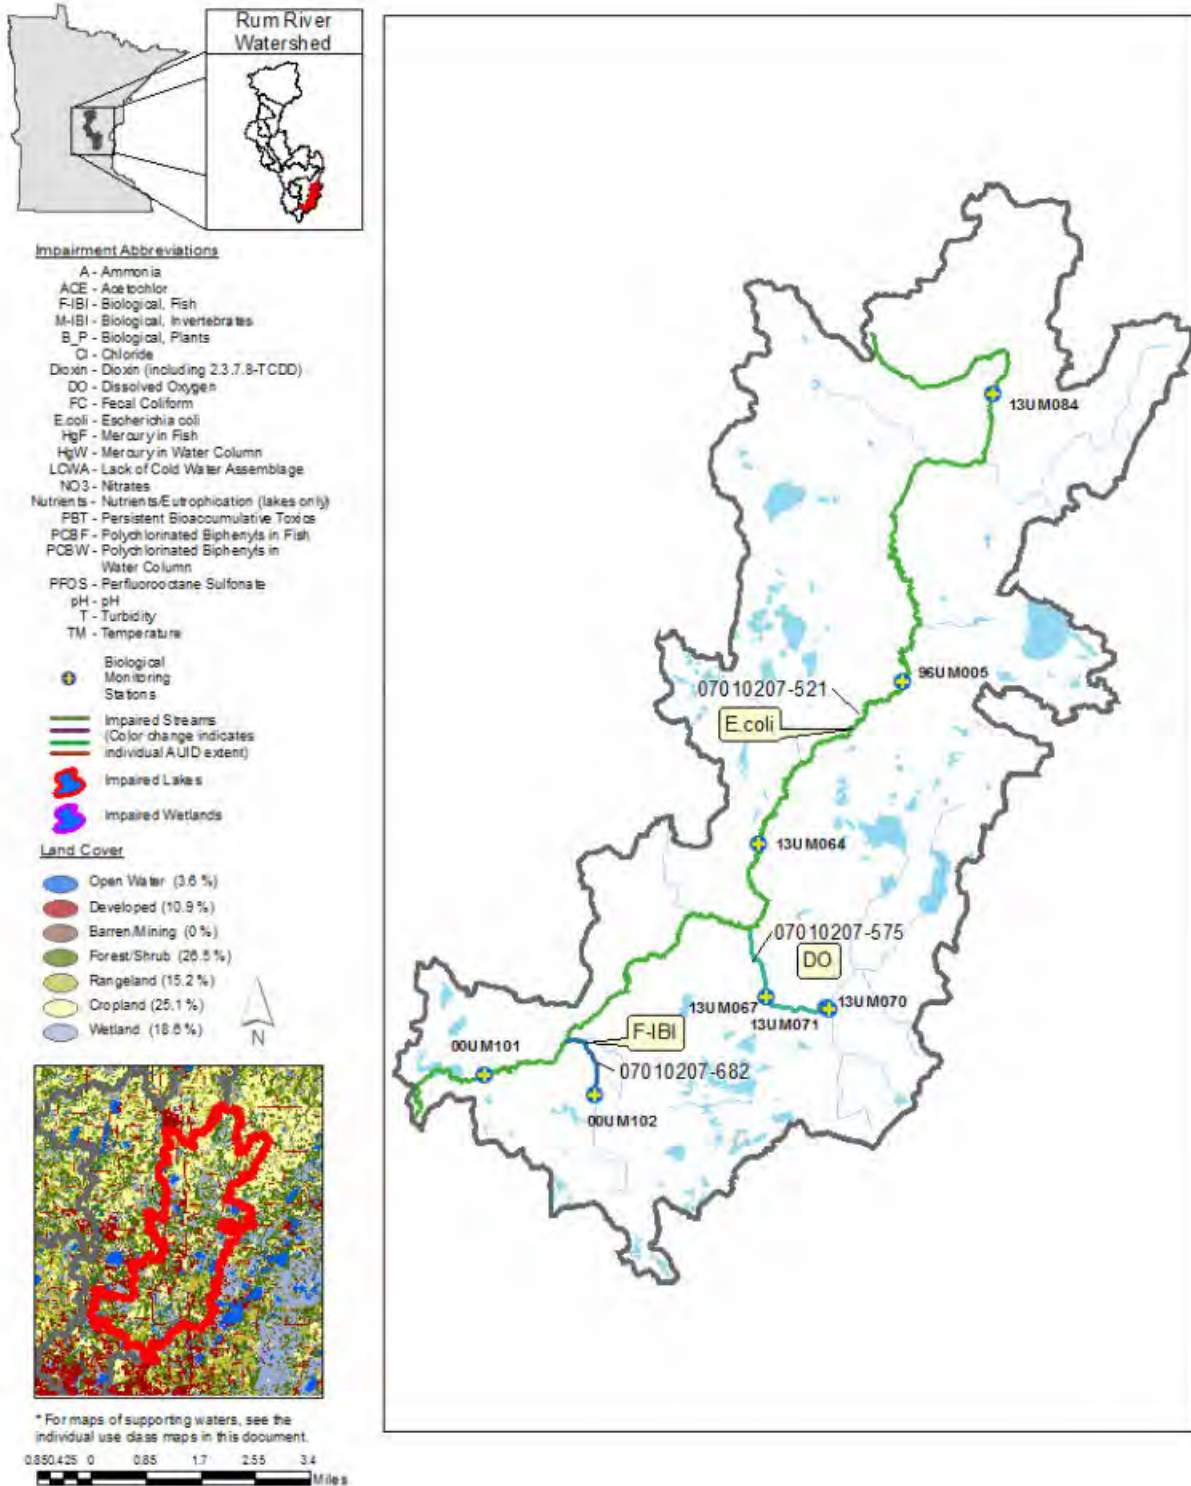 Rum River
Watershed
Impairment Abbreviations
A - Ammonia
ACE - Acetochlor
F-IBI - Biological, Fish
M-IBI - Biological, Invertebrates
B_P - Biological, Plants
Cl - Chloride
Dioxin - Dioxin (including 2.3.7.8-TCDD)
DO - Dissolved Oxygen
FC - Fecal Coliform
E.coli - Escherichia coli
HgF - Mercury in Fish
HgW - Mercury in Water Column
LCWA - Lack of Cold Water Assemblage
NO3 - Nitrates
Nutrients - Nutrients/Eutrophication (lakes only)
PBT - Persistent Bioaccumulative Toxics
PCBF - Polychlorinated Biphenyls in Fish
PCBW - Polychlorinated Biphenyls in
Water Column
PFOS - Perfluorooctane Sulfonate
pH - pH
T - Turbidity
TM - Temperature
Biological
Monitoring
Stations
Impaired Streams
(Color change indicates
individual AUID extent)
Impaired Lakes
Impaired Wetlands
Land Cover
Open Water (3.6 %)
Developed (10.9 %)
Barren/Mining (0 %)
Forest/Shrub (26.5 %)
Rangeland (15.2 %)
Cropland (25.1 %)
Wetland (18.6 %)
N
* For maps of supporting waters, see the
individual use class maps in this document.
0.85 0.425 0 0.85 1.7 2.55 3.4
Miles
13UM084
96UM005
07010207-521
E.coli
13UM064
07010207-575
DO
13UM067
13UM070
13UM071
F-IBI
00UM101
07010207-682
00UM102